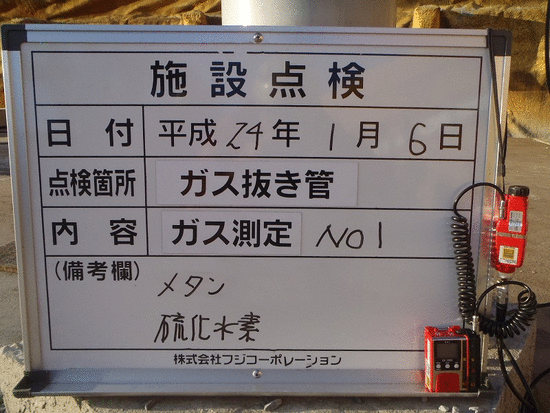 施設点検
日付 平成24年1月6日
点検箇所 ガス抜き管
内容 ガス測定 NO1
(備考欄) メタン
硫化水素
株式会社フジコーポレーション